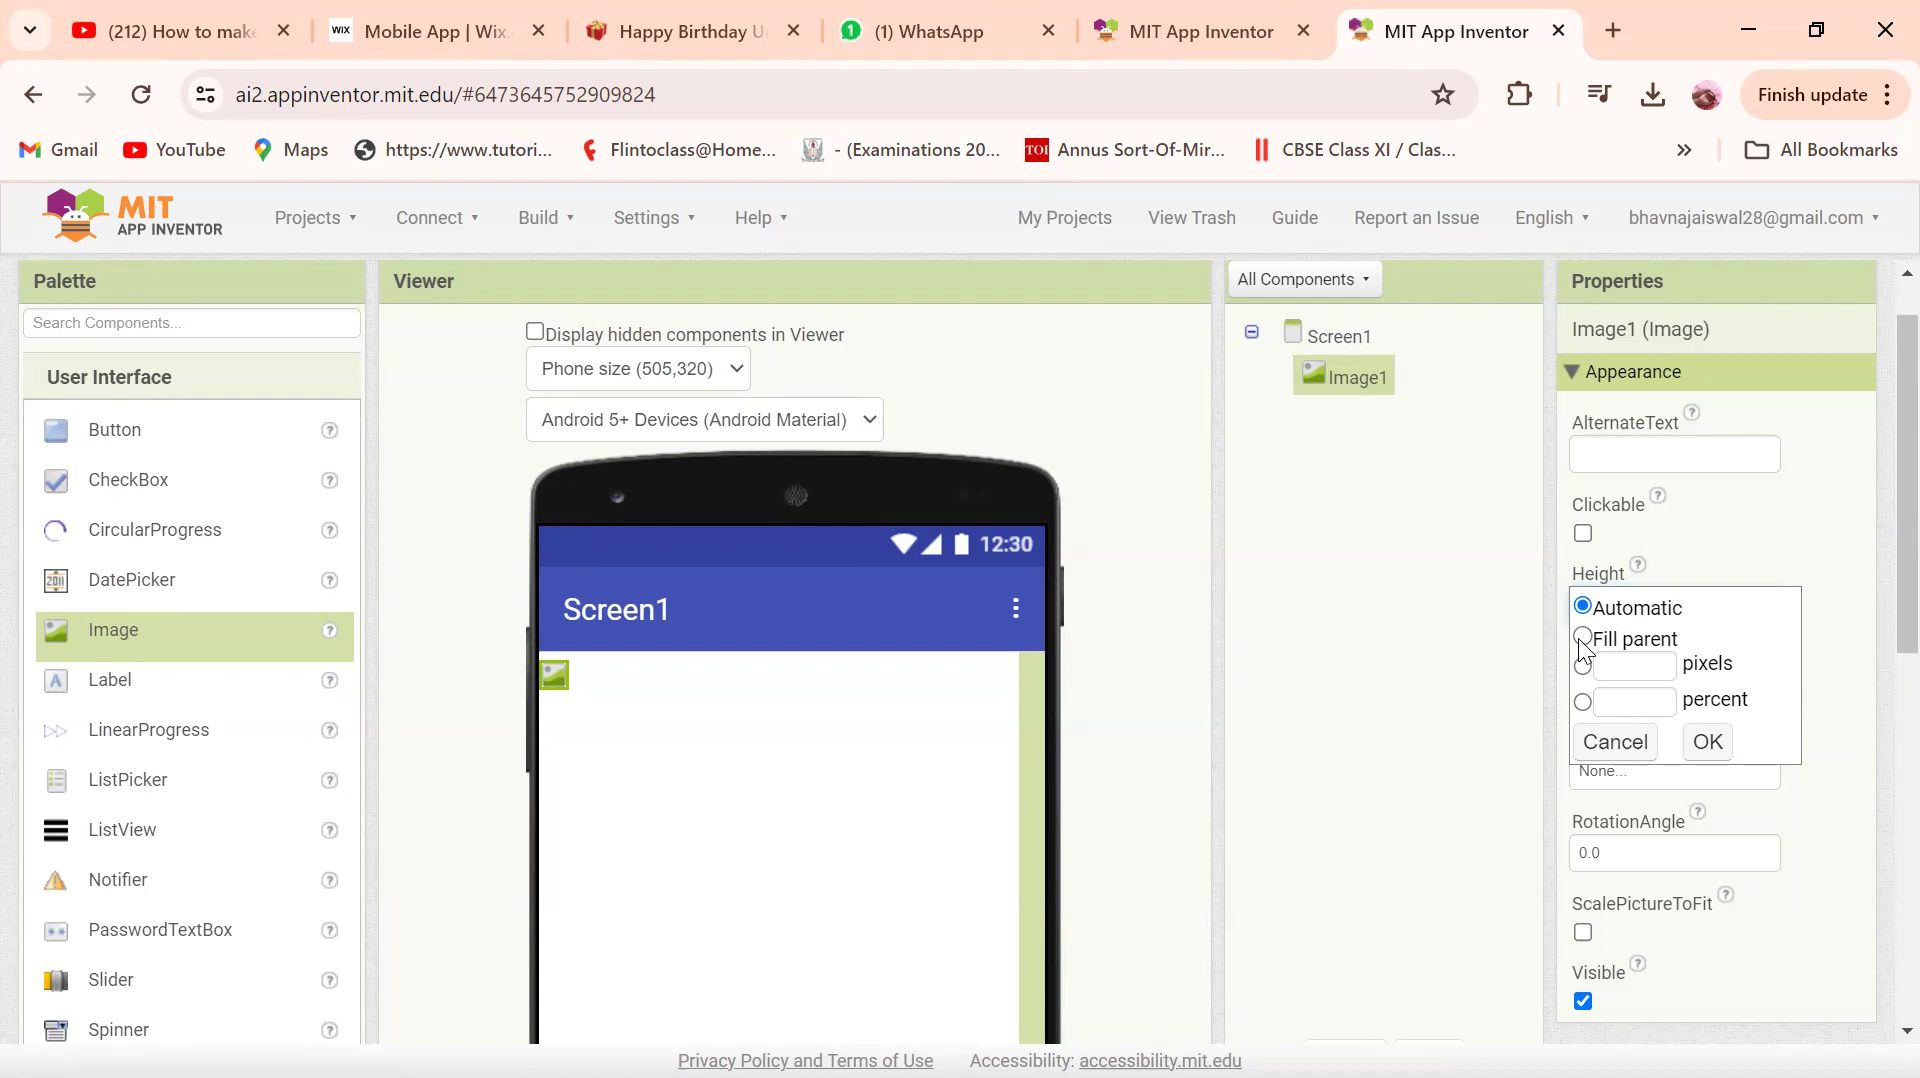 (212) How to make
WIX Mobile App | Wix.
Happy Birthday U
1 (1) WhatsApp
MIT App Inventor
MIT App Inventor
ai2.appinventor.mit.edu/#6473645752909824
Finish update
Gmail
YouTube
Maps
https://www.tutori...
Flintoclass@Home...
- (Examinations 20...
TOI Annus Sort-Of-Mir...
CBSE Class XI / Clas...
»
All Bookmarks
MIT
APP INVENTOR
Projects
Connect
Build
Settings
Help
My Projects
View Trash
Guide
Report an Issue
English
bhavnajaiswal28@gmail.com
Palette
Search Components...
User Interface
Button ?
CheckBox ?
CircularProgress ?
DatePicker ?
Image ?
Label ?
LinearProgress ?
ListPicker ?
ListView ?
Notifier ?
PasswordTextBox ?
Slider ?
Spinner ?
Viewer
Display hidden components in Viewer
Phone size (505,320)
Android 5+ Devices (Android Material)
12:30
Screen1
All Components
Screen1
Image1
Properties
Image1 (Image)
Appearance
AlternateText ?
Clickable ?
Height ?
Automatic
Fill parent
pixels
percent
Cancel OK
None...
RotationAngle ?
0.0
ScalePictureToFit ?
Visible ?
Privacy Policy and Terms of Use
Accessibility: accessibility.mit.edu